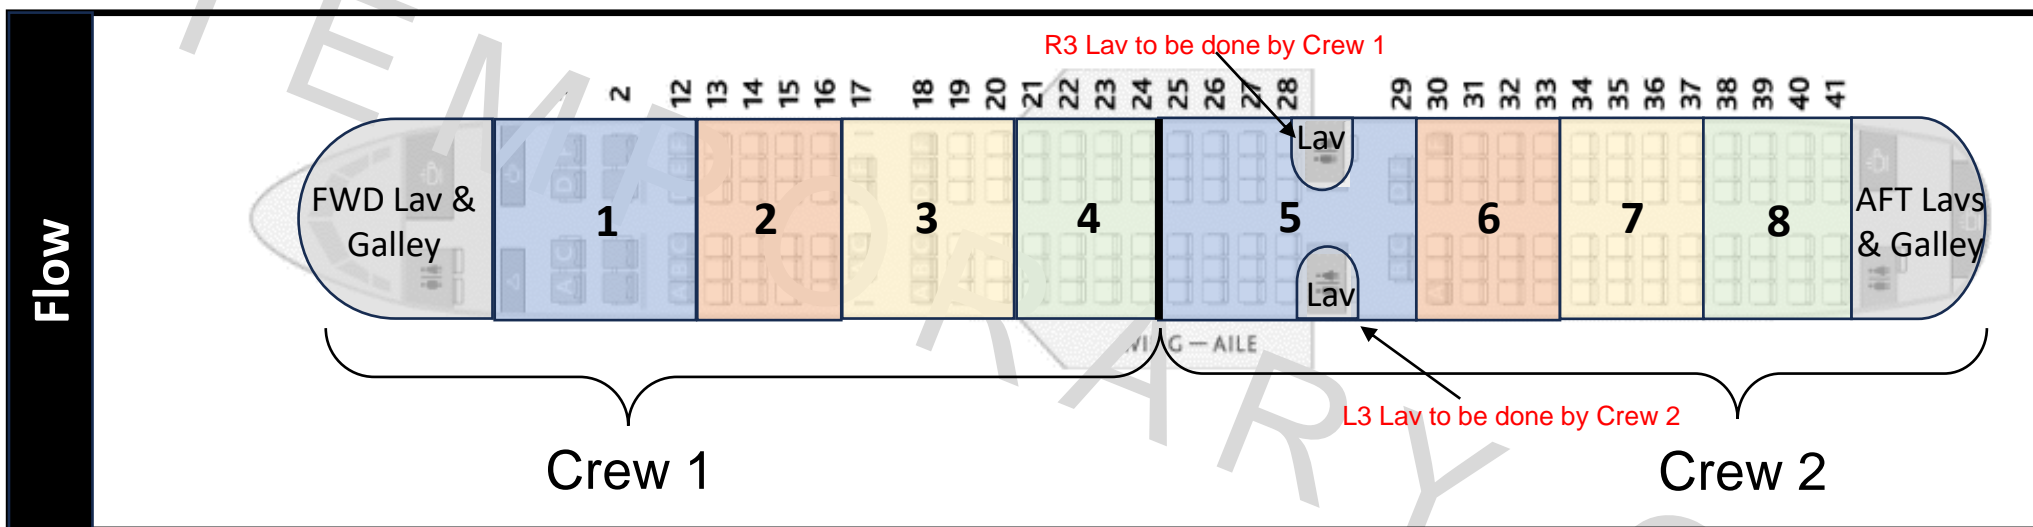 Flow
R3 Lav to be done by Crew 1
2 12 13 14 15 16 17 18 19 20 21 22 23 24 25 26 27 28 29 30 31 32 33 34 35 36 37 38 39 40 41
FWD Lav &
Galley
1 2 3 4 5 6 7 8
Lav
Lav
AFT Lavs
& Galley
G — AILE
L3 Lav to be done by Crew 2
Crew 1
Crew 2
TEMPORARY